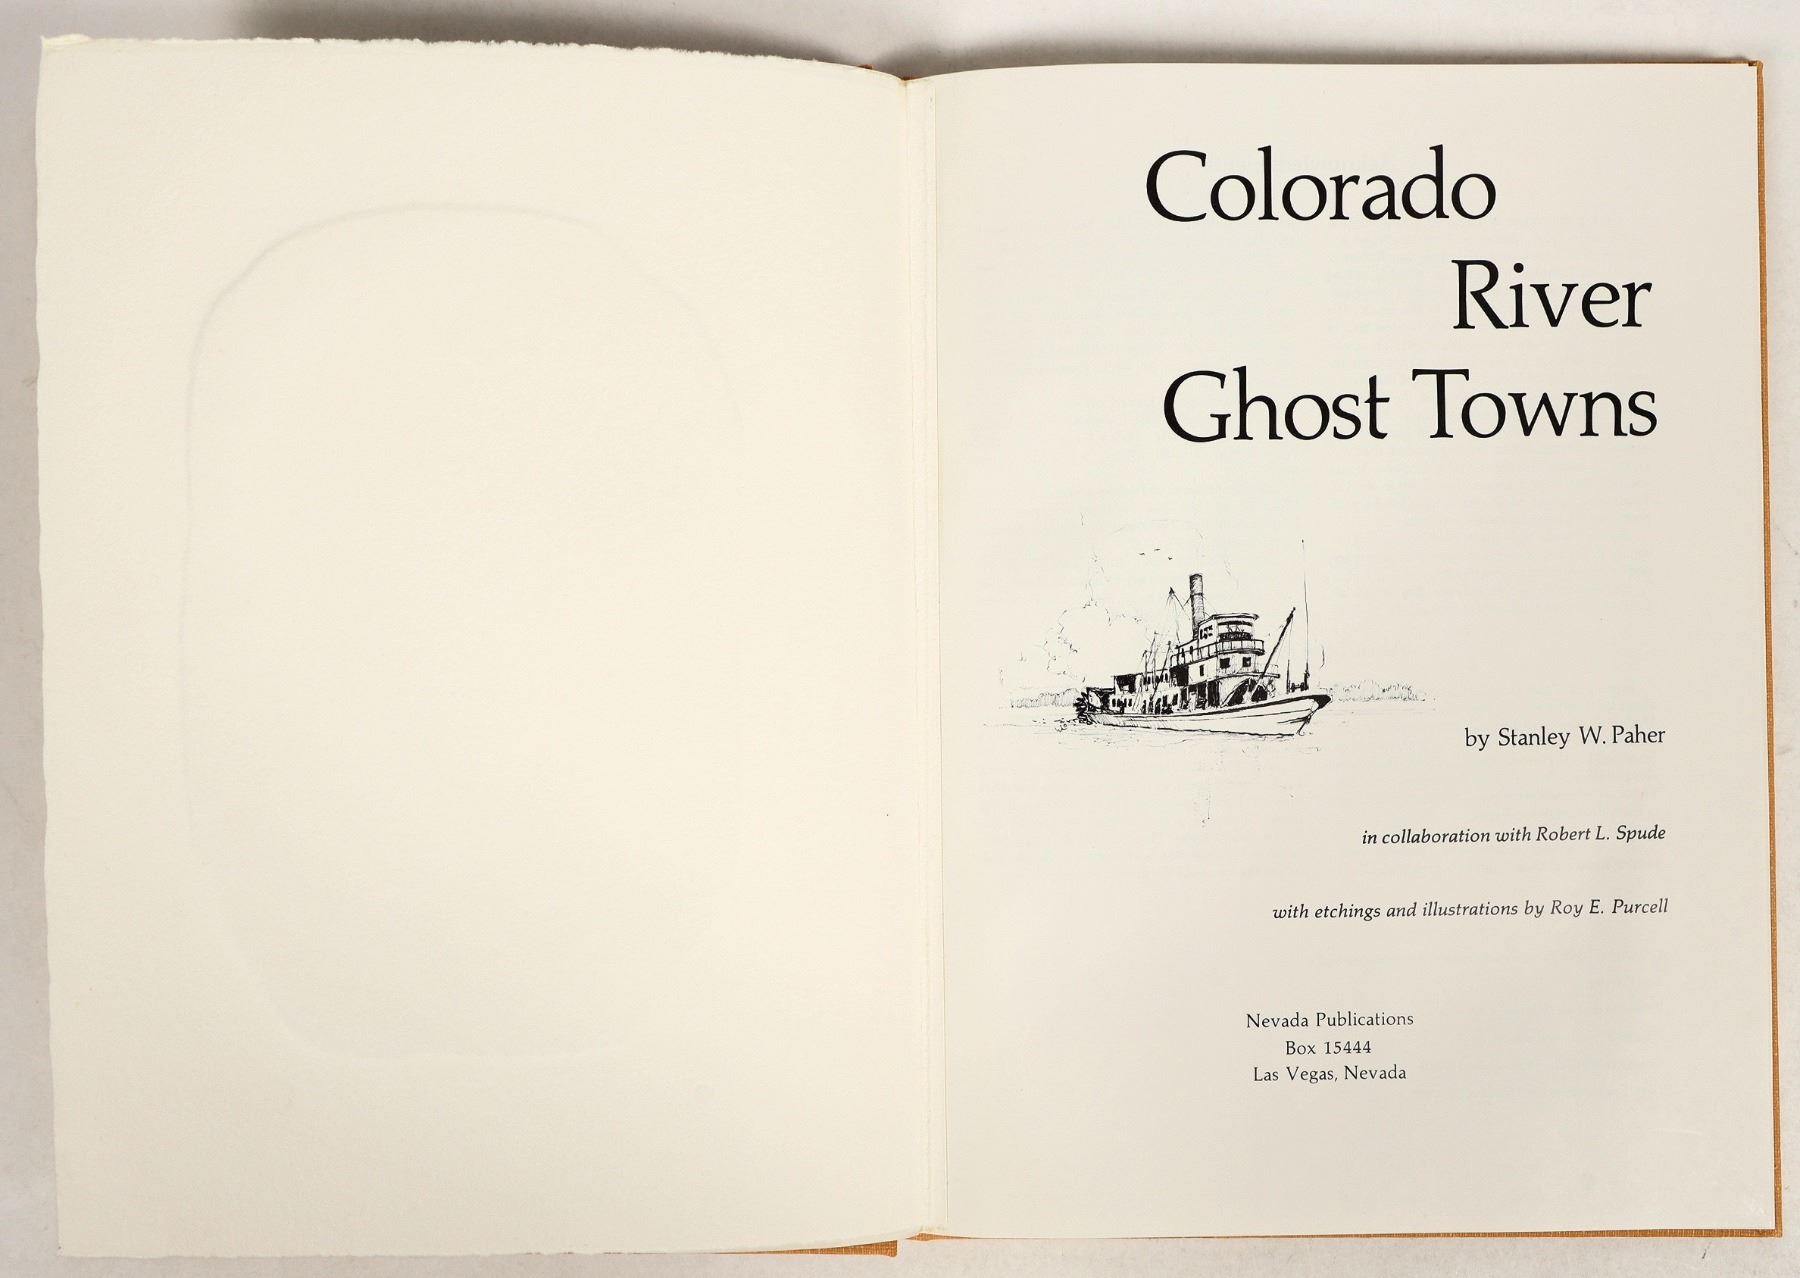 Colorado
River
Ghost Towns
by Stanley W. Paher
in collaboration with Robert L. Spude
with etchings and illustrations by Roy E. Purcell
Nevada Publications
Box 15444
Las Vegas, Nevada